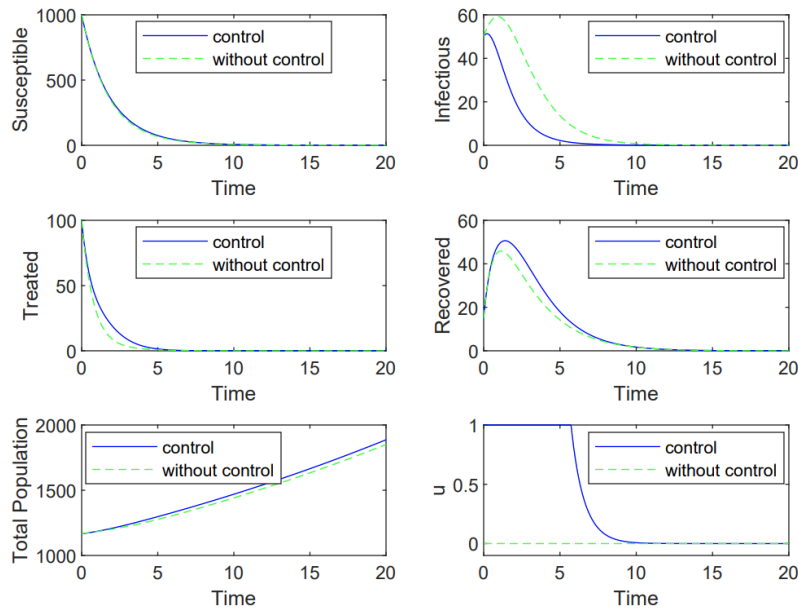 1000
500
0
Susceptible
control
without control
0 5 10 15 20
Time
60
40
20
0
Infectious
control
without control
0 5 10 15 20
Time
100
50
0
Treated
control
without control
0 5 10 15 20
Time
60
40
20
0
Recovered
control
without control
0 5 10 15 20
Time
2000
1500
1000
Total Population
control
without control
0 5 10 15 20
Time
1
0.5
0
u
control
without control
0 5 10 15 20
Time